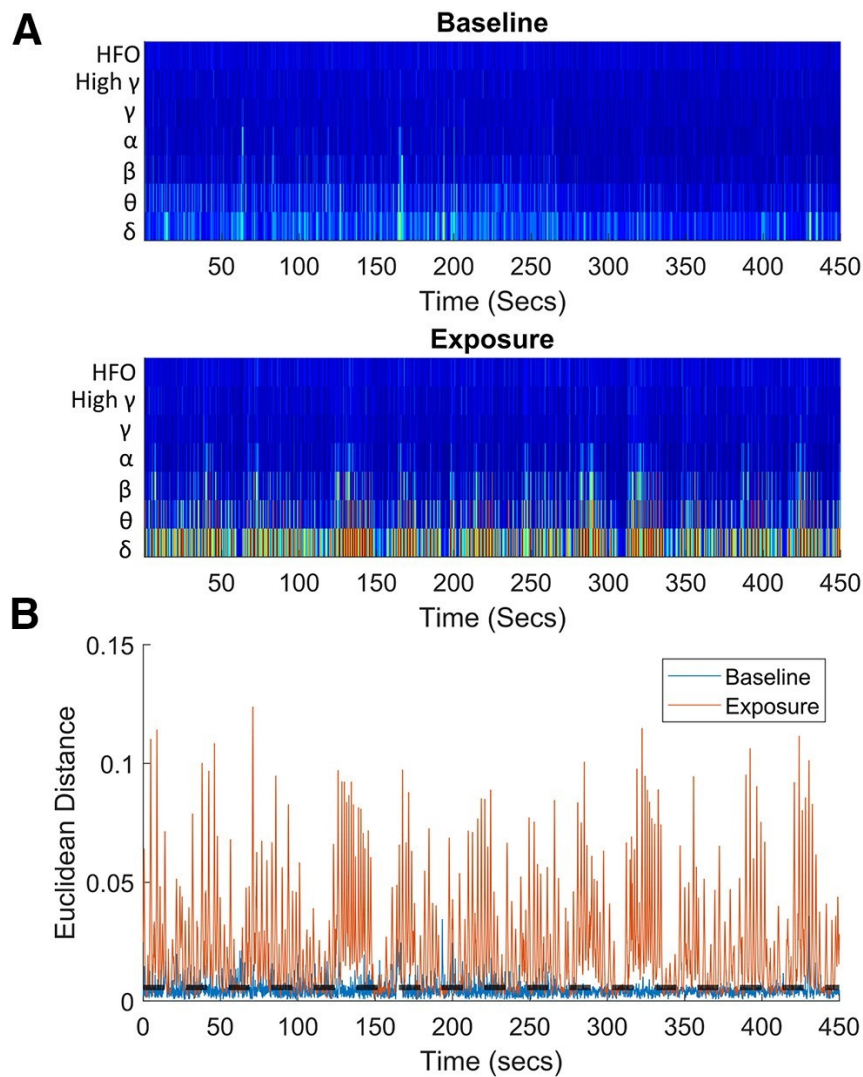 A
Baseline
HFO
High γ
γ
α
β
θ
δ
50 100 150 200 250 300 350 400 450
Time (Secs)
Exposure
HFO
High γ
γ
α
β
θ
δ
50 100 150 200 250 300 350 400 450
Time (Secs)
B
0.15
0.1
0.05
0
Euclidean Distance
Baseline
Exposure
0 50 100 150 200 250 300 350 400 450
Time (secs)